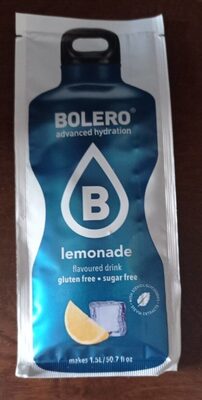 BOLERO®
advanced hydration
B
lemonade
flavoured drink
gluten free • sugar free
makes 1.5L/50.7 fl oz